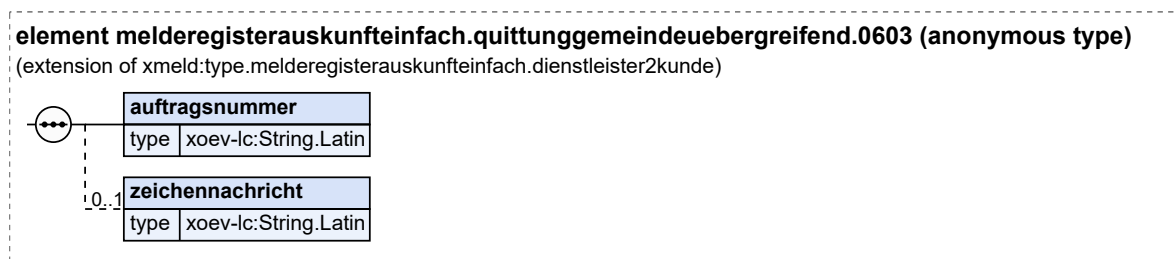 element melderegisterauskunfteinfach.quittunggemeindeuebergreifend.0603 (anonymous type)
(extension of xmeld:type.melderegisterauskunfteinfach.dienstleister2kunde)
auftragsnummer
type xoev-lc:String.Latin
0..1 zeichennachricht
type xoev-lc:String.Latin